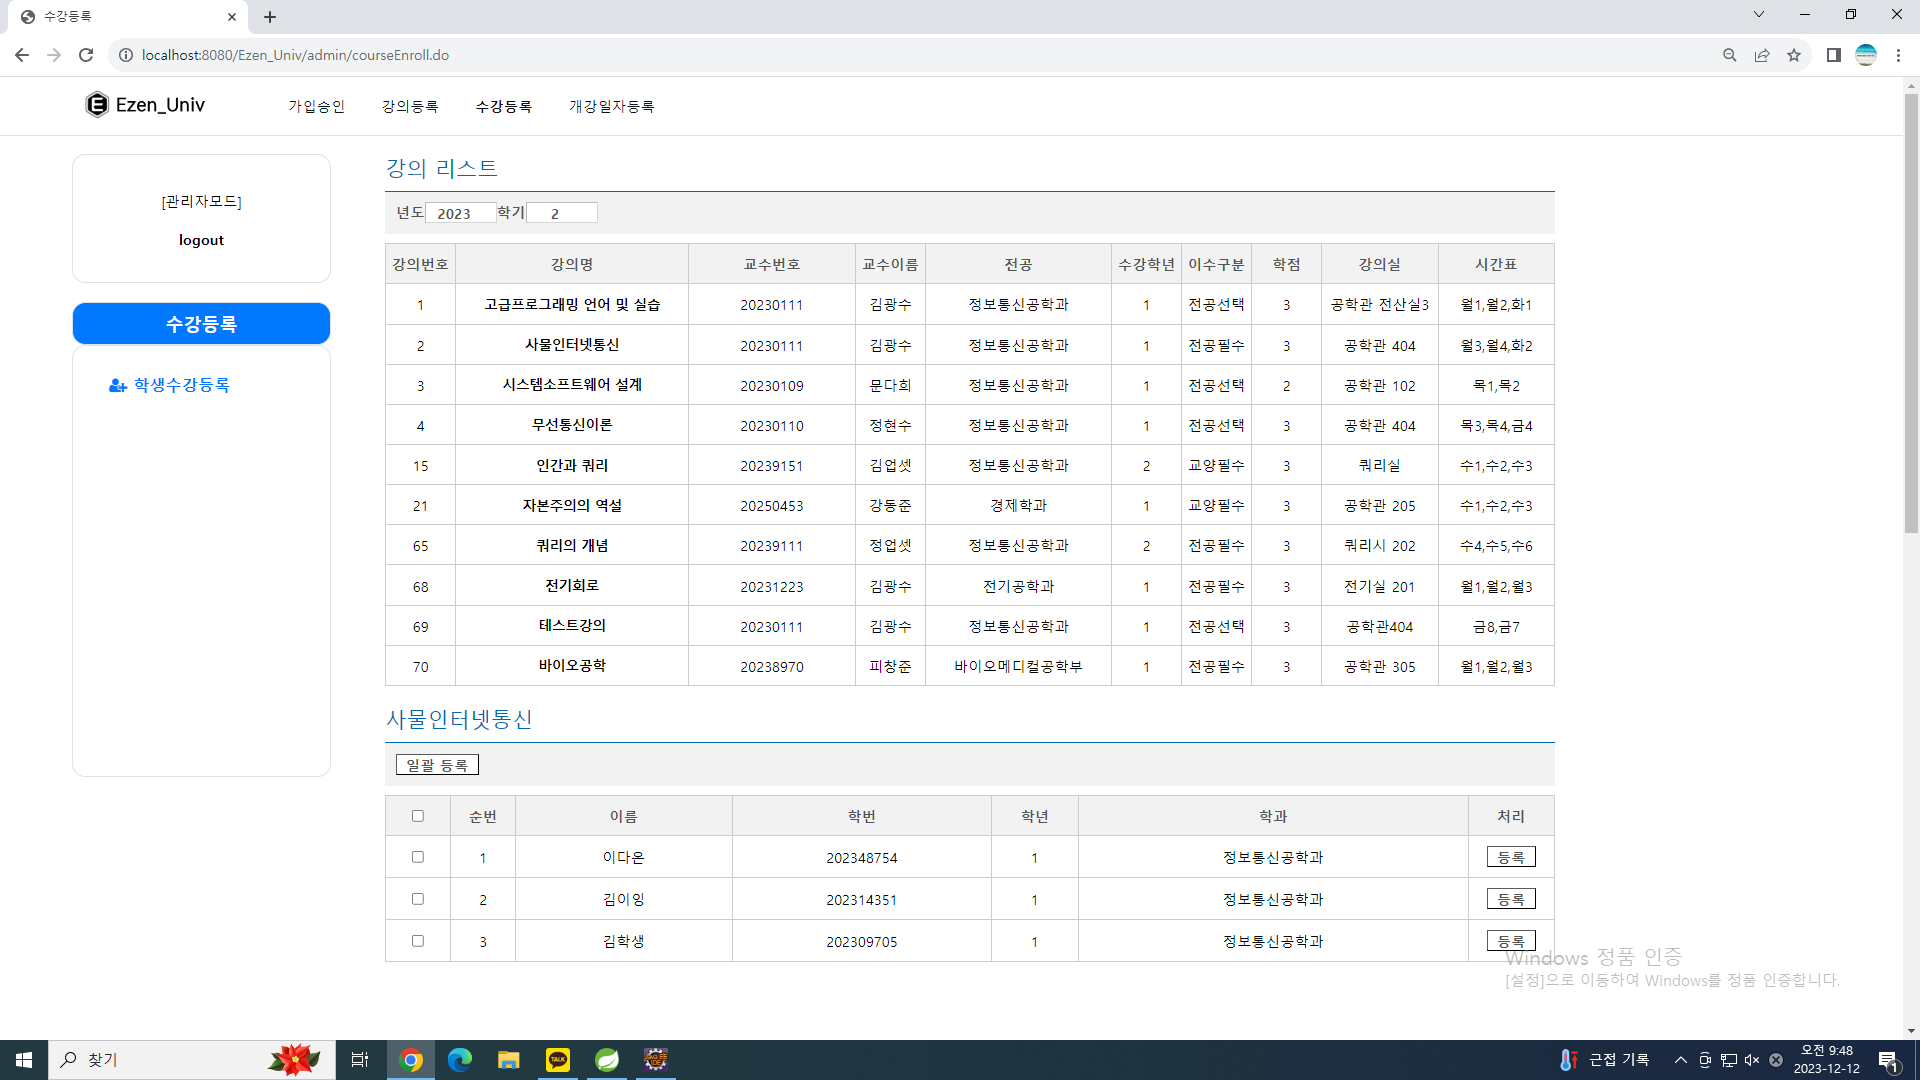 수강등록
localhost:8080/Ezen_Univ/admin/courseEnroll.do
Ezen_Univ 가입승인 강의등록 수강등록 개강일자등록
[관리자모드]
logout
수강등록
학생수강등록
강의 리스트
년도 2023 학기 2
강의번호 강의명 교수번호 교수이름 전공 수강학년 이수구분 학점 강의실 시간표
1 고급프로그래밍 언어 및 실습 20230111 김광수 정보통신공학과 1 전공선택 3 공학관 전산실3 월1,월2,화1
2 사물인터넷통신 20230111 김광수 정보통신공학과 1 전공필수 3 공학관 404 월3,월4,화2
3 시스템소프트웨어 설계 20230109 문다희 정보통신공학과 1 전공선택 2 공학관 102 목1,목2
4 무선통신이론 20230110 정현수 정보통신공학과 1 전공선택 3 공학관 404 목3,목4,금4
15 인간과 쿼리 20239151 김업셋 정보통신공학과 2 교양필수 3 쿼리실 수1,수2,수3
21 자본주의의 역설 20250453 강동준 경제학과 1 교양필수 3 공학관 205 수1,수2,수3
65 쿼리의 개념 20239111 정업셋 정보통신공학과 2 전공필수 3 쿼리시 202 수4,수5,수6
68 전기회로 20231223 김광수 전기공학과 1 전공필수 3 전기실 201 월1,월2,월3
69 테스트강의 20230111 김광수 정보통신공학과 1 전공선택 3 공학관404 금8,금7
70 바이오공학 20238970 피창준 바이오메디컬공학부 1 전공필수 3 공학관 305 월1,월2,월3
사물인터넷통신
일괄 등록
순번 이름 학번 학년 학과 처리
1 이다온 202348754 1 정보통신공학과 등록
2 김이잉 202314351 1 정보통신공학과 등록
3 김학생 202309705 1 정보통신공학과 등록
Windows 정품 인증
[설정]으로 이동하여 Windows를 정품 인증합니다.
찾기
TALK
Java EE
IDE
근접 기록
오전 9:48
2023-12-12
1